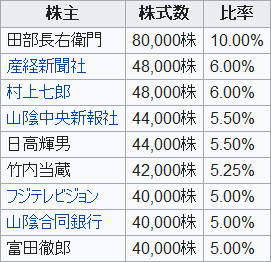 株主 株式数 比率
田部長右衛門 80,000株 10.00%
産経新聞社 48,000株 6.00%
村上七郎 48,000株 6.00%
山陰中央新報社 44,000株 5.50%
日高輝男 44,000株 5.50%
竹内当蔵 42,000株 5.25%
フジテレビジョン 40,000株 5.00%
山陰合同銀行 40,000株 5.00%
富田徹郎 40,000株 5.00%